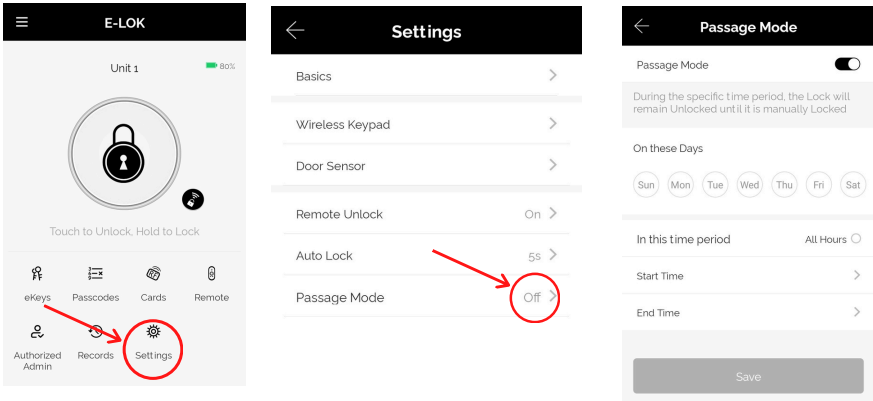 E-LOK
Unit 1
80%
Touch to Unlock, Hold to Lock
eKeys
Passcodes
Cards
Remote
Authorized
Admin
Records
Settings
Settings
Basics
Wireless Keypad
Door Sensor
Remote Unlock On
Auto Lock 5s
Passage Mode Off
Passage Mode
Passage Mode
During the specific time period, the Lock will
remain Unlocked until it is manually Locked
On these Days
Sun Mon Tue Wed Thu Fri Sat
In this time period All Hours
Start Time
End Time
Save